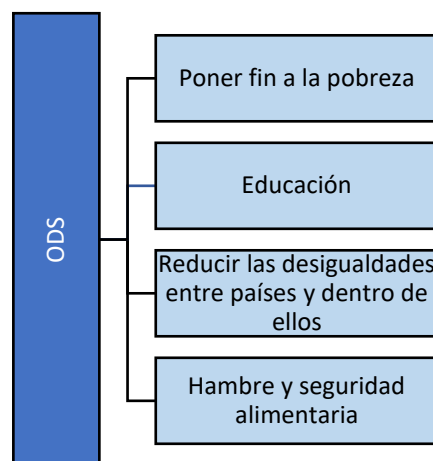 ODS
Poner fin a la pobreza
Educación
Reducir las desigualdades
entre países y dentro de
ellos
Hambre y seguridad
alimentaria